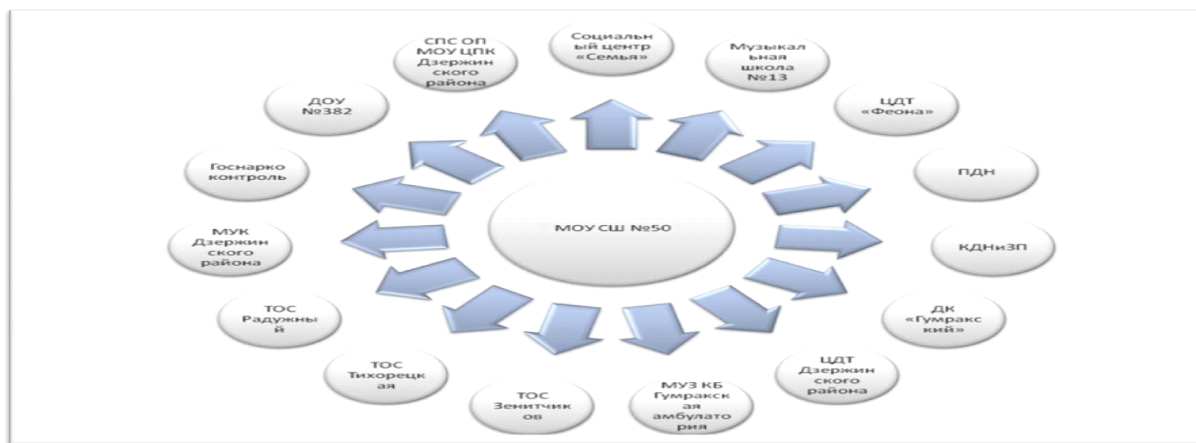 Социальн
ый центр
«Семья»
Музыкал
ьная
школа
№13
ЦДТ
«Феона»
ПДН
КДНиЗП
ДК
«Гумракс
кий»
ЦДТ
Дзержин
ского
района
МУЗ КБ
Гумракск
ая
амбулато
рия
ТОС
Зенитчик
ов
ТОС
Тихорецк
ая
ТОС
Радужны
й
МУК
Дзержин
ского
района
Госнарко
контроль
ДОУ
№382
СПС ОП
МОУ ЦПК
Дзержин
ского
района
МОУ СШ №50